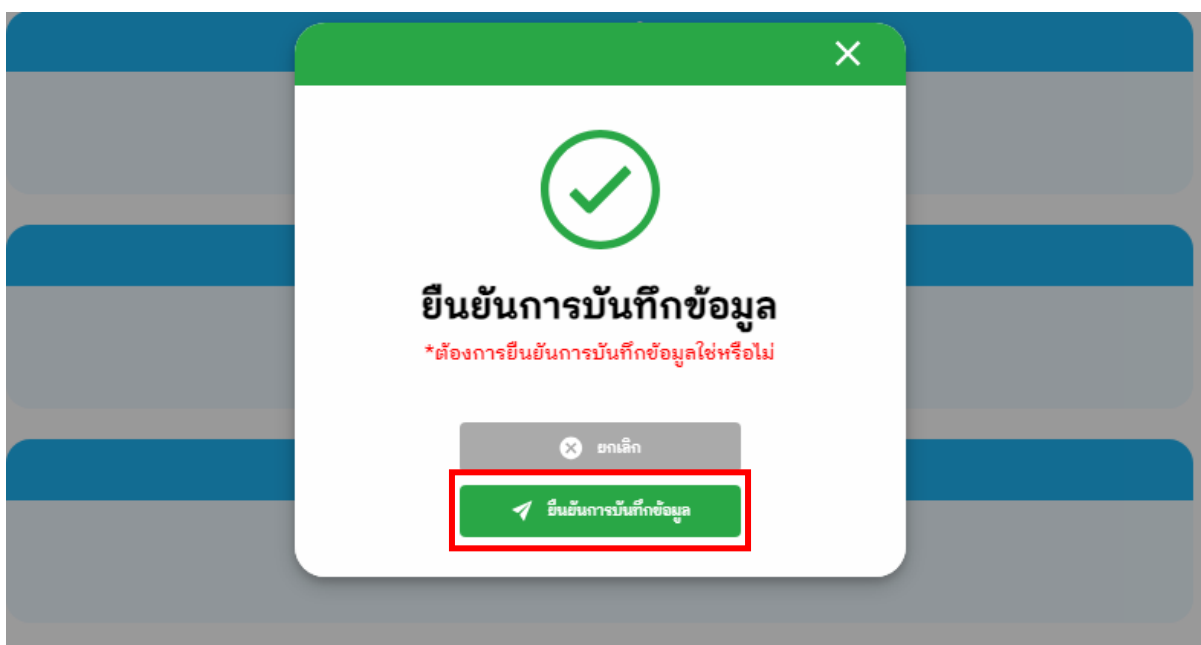 ยืนยันการบันทึกข้อมูล
*ต้องการยืนยันการบันทึกข้อมูลใช่หรือไม่
ยกเลิก
ยืนยันการบันทึกข้อมูล